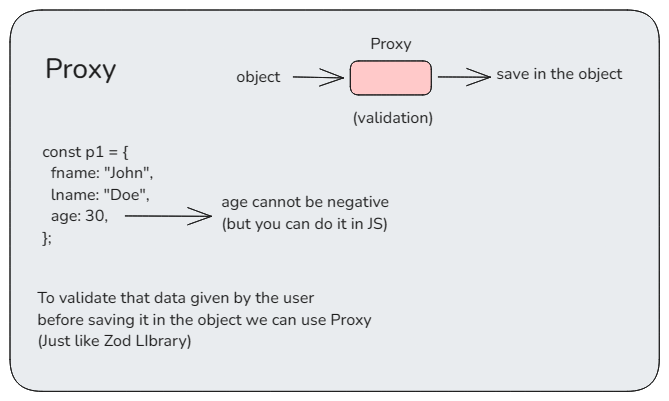 Proxy
Proxy
object
save in the object
(validation)
const p1 = {
fname: "John",
lname: "Doe",
age: 30,
};
age cannot be negative
(but you can do it in JS)
To validate that data given by the user
before saving it in the object we can use Proxy
(Just like Zod LIbrary)